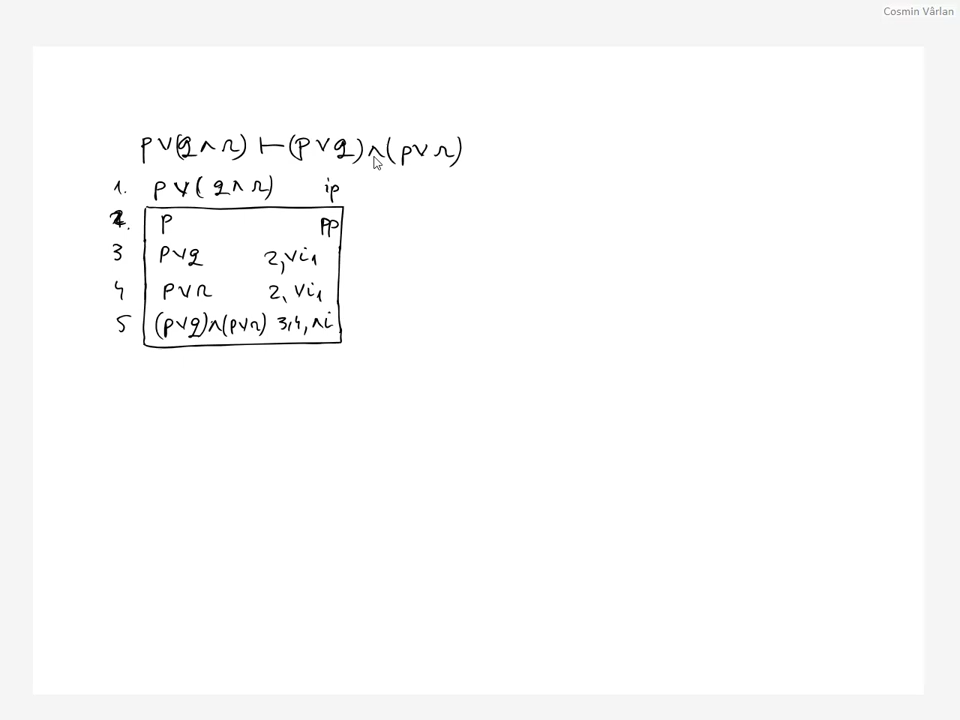 Cosmin Vârlan
p∨(q∧r) ⊢ (p∨q)∧(p∨r)
1. p∨(q∧r) ip
2. p pp
3 p∨q 2,∨i₁
4 p∨r 2,∨i₁
5 (p∨q)∧(p∨r) 3,4,∧i